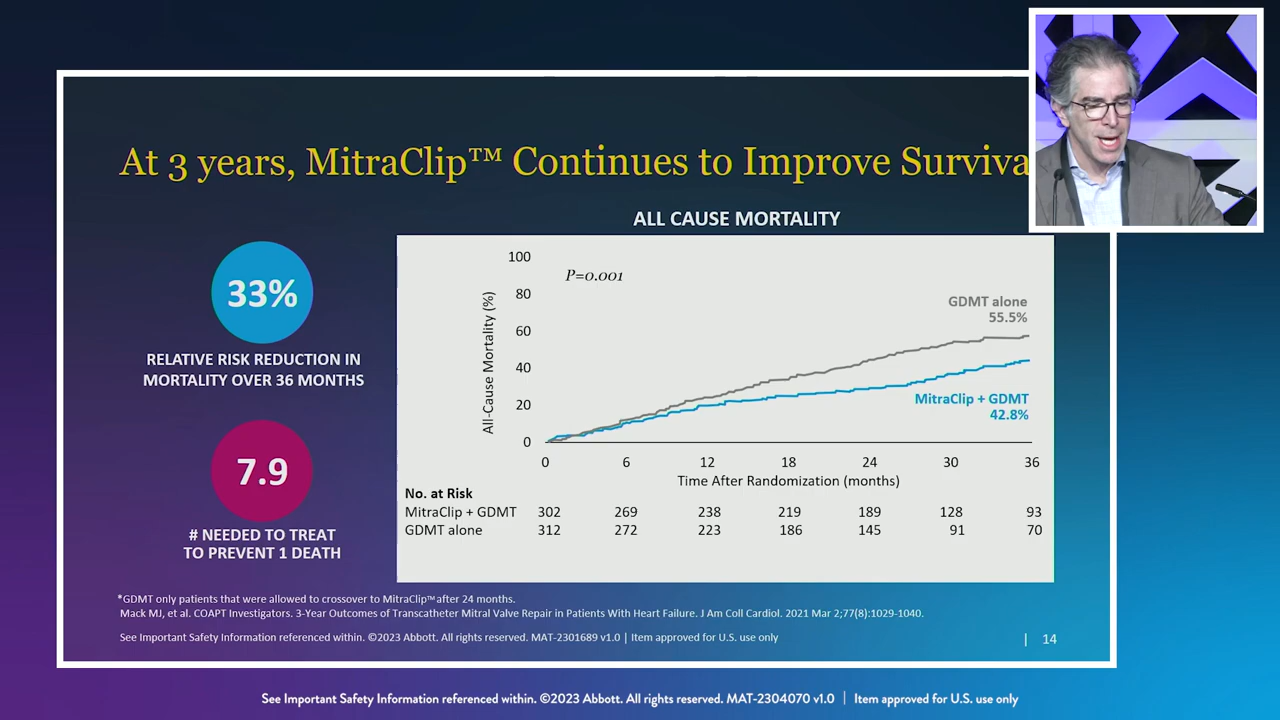 At 3 years, MitraClip™ Continues to Improve Surviva
ALL CAUSE MORTALITY
33%
RELATIVE RISK REDUCTION IN
MORTALITY OVER 36 MONTHS
7.9
# NEEDED TO TREAT
TO PREVENT 1 DEATH
P=0.001
All-Cause Mortality (%)
100
80
60
40
20
0
GDMT alone
55.5%
MitraClip + GDMT
42.8%
0 6 12 18 24 30 36
Time After Randomization (months)
No. at Risk
MitraClip + GDMT 302 269 238 219 189 128 93
GDMT alone 312 272 223 186 145 91 70
*GDMT only patients that were allowed to crossover to MitraClip™ after 24 months.
Mack MJ, et al. COAPT Investigators. 3-Year Outcomes of Transcatheter Mitral Valve Repair in Patients With Heart Failure. J Am Coll Cardiol. 2021 Mar 2;77(8):1029-1040.
See Important Safety Information referenced within. ©2023 Abbott. All rights reserved. MAT-2301689 v1.0 | Item approved for U.S. use only
| 14
See Important Safety Information referenced within. ©2023 Abbott. All rights reserved. MAT-2304070 v1.0 | Item approved for U.S. use only